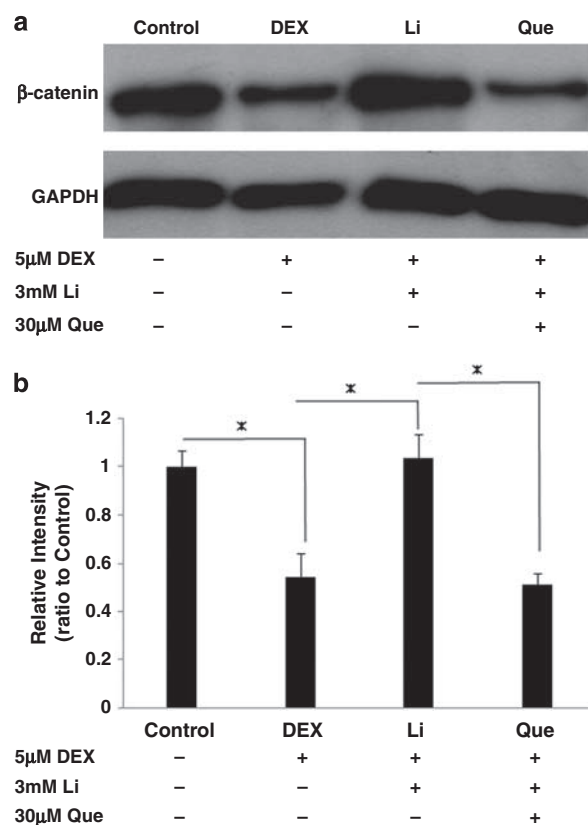 a
Control DEX Li Que
β-catenin
GAPDH
5μM DEX – + + +
3mM Li – – + +
30μM Que – – – +
b
* * *
1.2
1
0.8
0.6
0.4
0.2
0
Relative Intensity
(ratio to Control)
Control DEX Li Que
5μM DEX – + + +
3mM Li – – + +
30μM Que – – – +